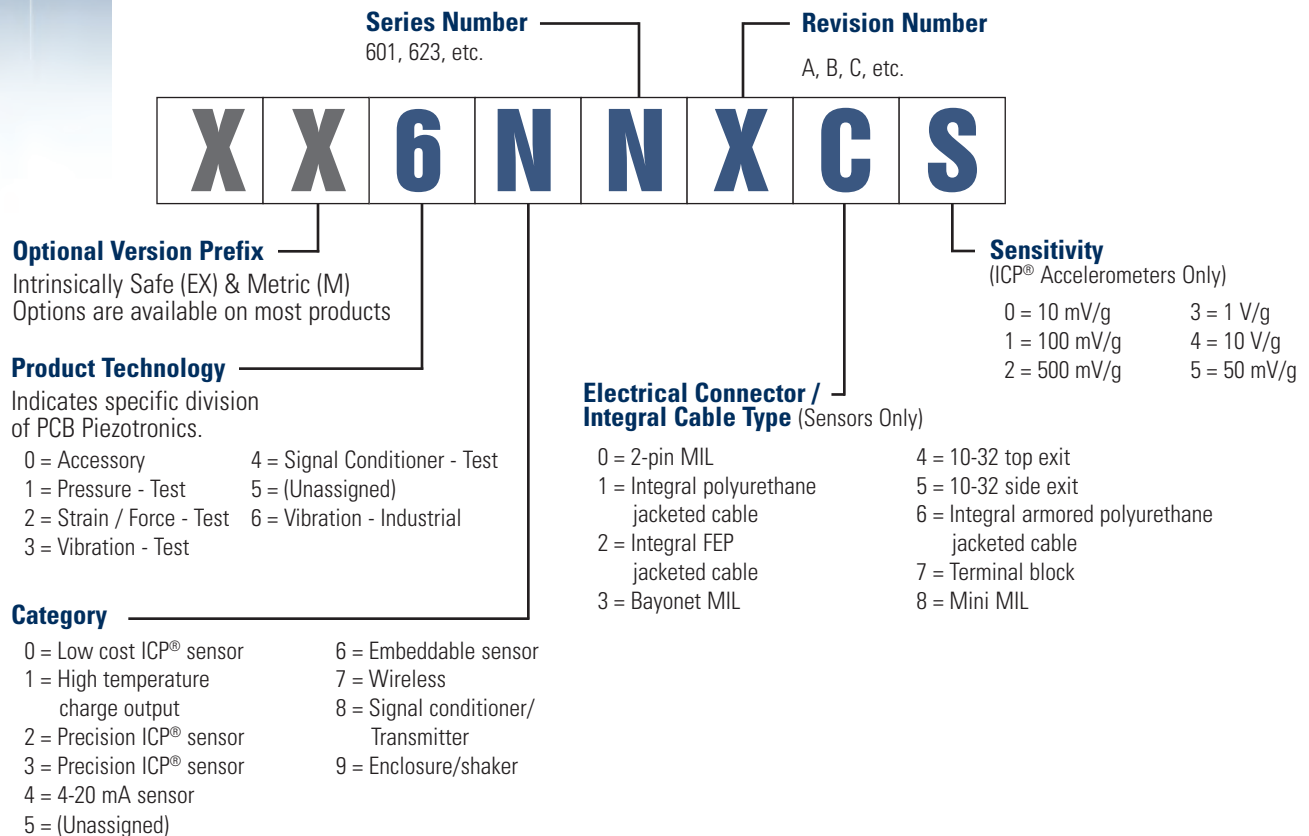 Series Number
601, 623, etc.
Revision Number
A, B, C, etc.
X X 6 N N X C S
Optional Version Prefix
Intrinsically Safe (EX) & Metric (M)
Options are available on most products
Product Technology
Indicates specific division
of PCB Piezotronics.
0 = Accessory
1 = Pressure - Test
2 = Strain / Force - Test
3 = Vibration - Test
4 = Signal Conditioner - Test
5 = (Unassigned)
6 = Vibration - Industrial
Category
0 = Low cost ICP® sensor
1 = High temperature
charge output
2 = Precision ICP® sensor
3 = Precision ICP® sensor
4 = 4-20 mA sensor
5 = (Unassigned)
6 = Embeddable sensor
7 = Wireless
8 = Signal conditioner/
Transmitter
9 = Enclosure/shaker
Electrical Connector /
Integral Cable Type (Sensors Only)
0 = 2-pin MIL
1 = Integral polyurethane
jacketed cable
2 = Integral FEP
jacketed cable
3 = Bayonet MIL
4 = 10-32 top exit
5 = 10-32 side exit
6 = Integral armored polyurethane
jacketed cable
7 = Terminal block
8 = Mini MIL
Sensitivity
(ICP® Accelerometers Only)
0 = 10 mV/g
1 = 100 mV/g
2 = 500 mV/g
3 = 1 V/g
4 = 10 V/g
5 = 50 mV/g